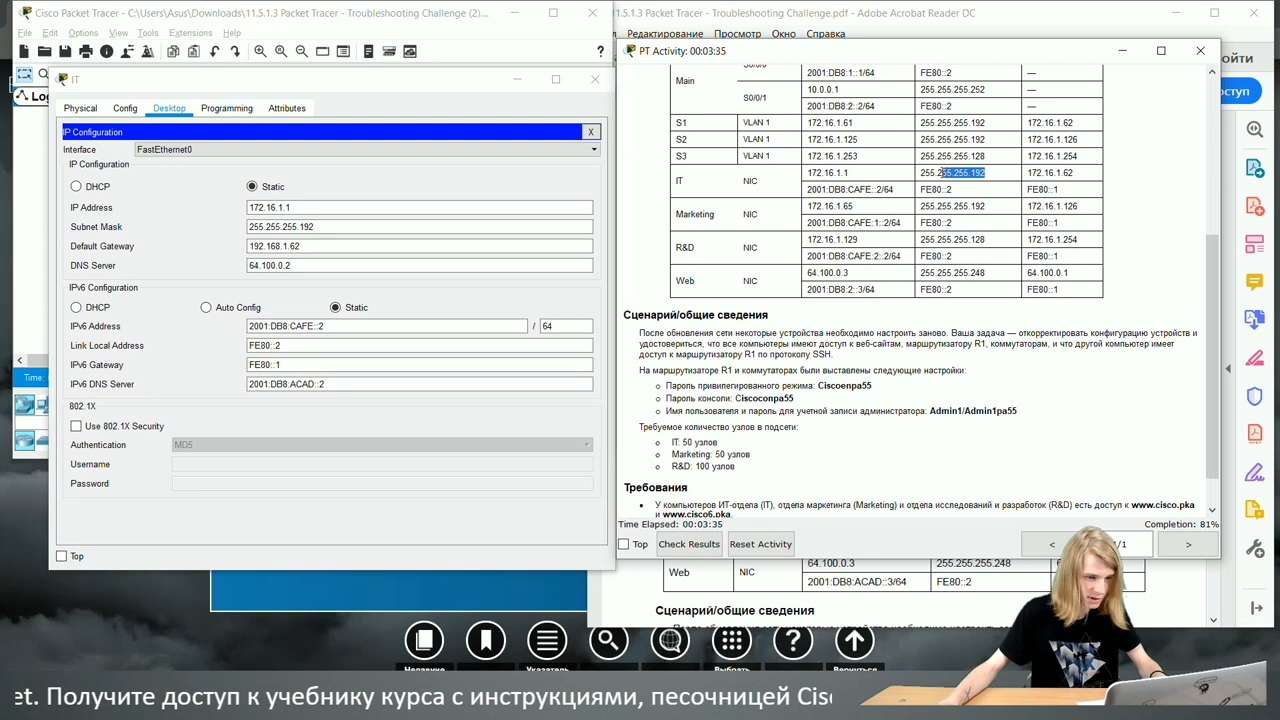 Cisco Packet Tracer - C:\Users\Asus\Downloads\11.5.1.3 Packet Tracer - Troubleshooting Challenge (2)....
.5.1.3 Packet Tracer - Troubleshooting Challenge.pdf - Adobe Acrobat Reader DC
File Edit Options View Tools Extensions Help
Редактирование Просмотр Окно Справка
PT Activity: 00:03:35
ойти
IT
Log
оступ
Physical Config Desktop Programming Attributes
IP Configuration X
Interface FastEthernet0
IP Configuration
DHCP Static
IP Address 172.16.1.1
Subnet Mask 255.255.255.192
Default Gateway 192.168.1.62
DNS Server 64.100.0.2
IPv6 Configuration
DHCP Auto Config Static
IPv6 Address 2001:DB8:CAFE::2 / 64
Link Local Address FE80::2
IPv6 Gateway FE80::1
IPv6 DNS Server 2001:DB8:ACAD::2
802.1X
Use 802.1X Security
Authentication MD5
Username
Password
Top
Time:
Main S0/0/0 2001:DB8:1::1/64 FE80::2 —
S0/0/1 10.0.0.1 255.255.255.252 —
2001:DB8:2::2/64 FE80::2 —
S1 VLAN 1 172.16.1.61 255.255.255.192 172.16.1.62
S2 VLAN 1 172.16.1.125 255.255.255.192 172.16.1.126
S3 VLAN 1 172.16.1.253 255.255.255.128 172.16.1.254
IT NIC 172.16.1.1 255.255.255.192 172.16.1.62
2001:DB8:CAFE::2/64 FE80::2 FE80::1
Marketing NIC 172.16.1.65 255.255.255.192 172.16.1.126
2001:DB8:CAFE:1::2/64 FE80::2 FE80::1
R&D NIC 172.16.1.129 255.255.255.128 172.16.1.254
2001:DB8:CAFE:2::2/64 FE80::2 FE80::1
Web NIC 64.100.0.3 255.255.255.248 64.100.0.1
2001:DB8:2::3/64 FE80::2 FE80::1
Сценарий/общие сведения
После обновления сети некоторые устройства необходимо настроить заново. Ваша задача — откорректировать конфигурацию устройств и
удостовериться, что все компьютеры имеют доступ к веб-сайтам, маршрутизатору R1, коммутаторам, и что другой компьютер имеет
доступ к маршрутизатору R1 по протоколу SSH.
На маршрутизаторе R1 и коммутаторах были выставлены следующие настройки:
Пароль привилегированного режима: Ciscoenpa55
Пароль консоли: Ciscoconpa55
Имя пользователя и пароль для учетной записи администратора: Admin1/Admin1pa55
Требуемое количество узлов в подсети:
IT: 50 узлов
Marketing: 50 узлов
R&D: 100 узлов
Требования
У компьютеров ИТ-отдела (IT), отдела маркетинга (Marketing) и отдела исследований и разработок (R&D) есть доступ к www.cisco.pka
и www.cisco6.pka.
Time Elapsed: 00:03:35 Completion: 81%
Top Check Results Reset Activity < 1/1 >
Web NIC 64.100.0.3 255.255.255.248
2001:DB8:ACAD::3/64 FE80::2
Сценарий/общие сведения
Недавние Указатель Выбрать Вернуться
et. Получите доступ к учебнику курса с инструкциями, песочницей Cisc